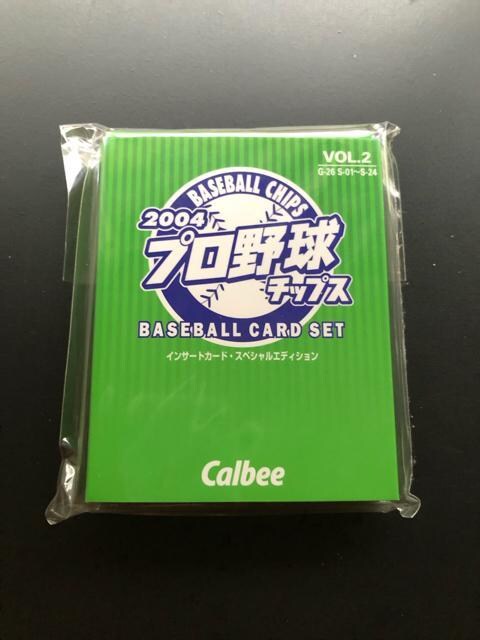 VOL.2
G-26 S-01~S-24
BASEBALL CHIPS
2004
プロ野球
チップス
BASEBALL CARD SET
インサートカード・スペシャルエディション
Calbee